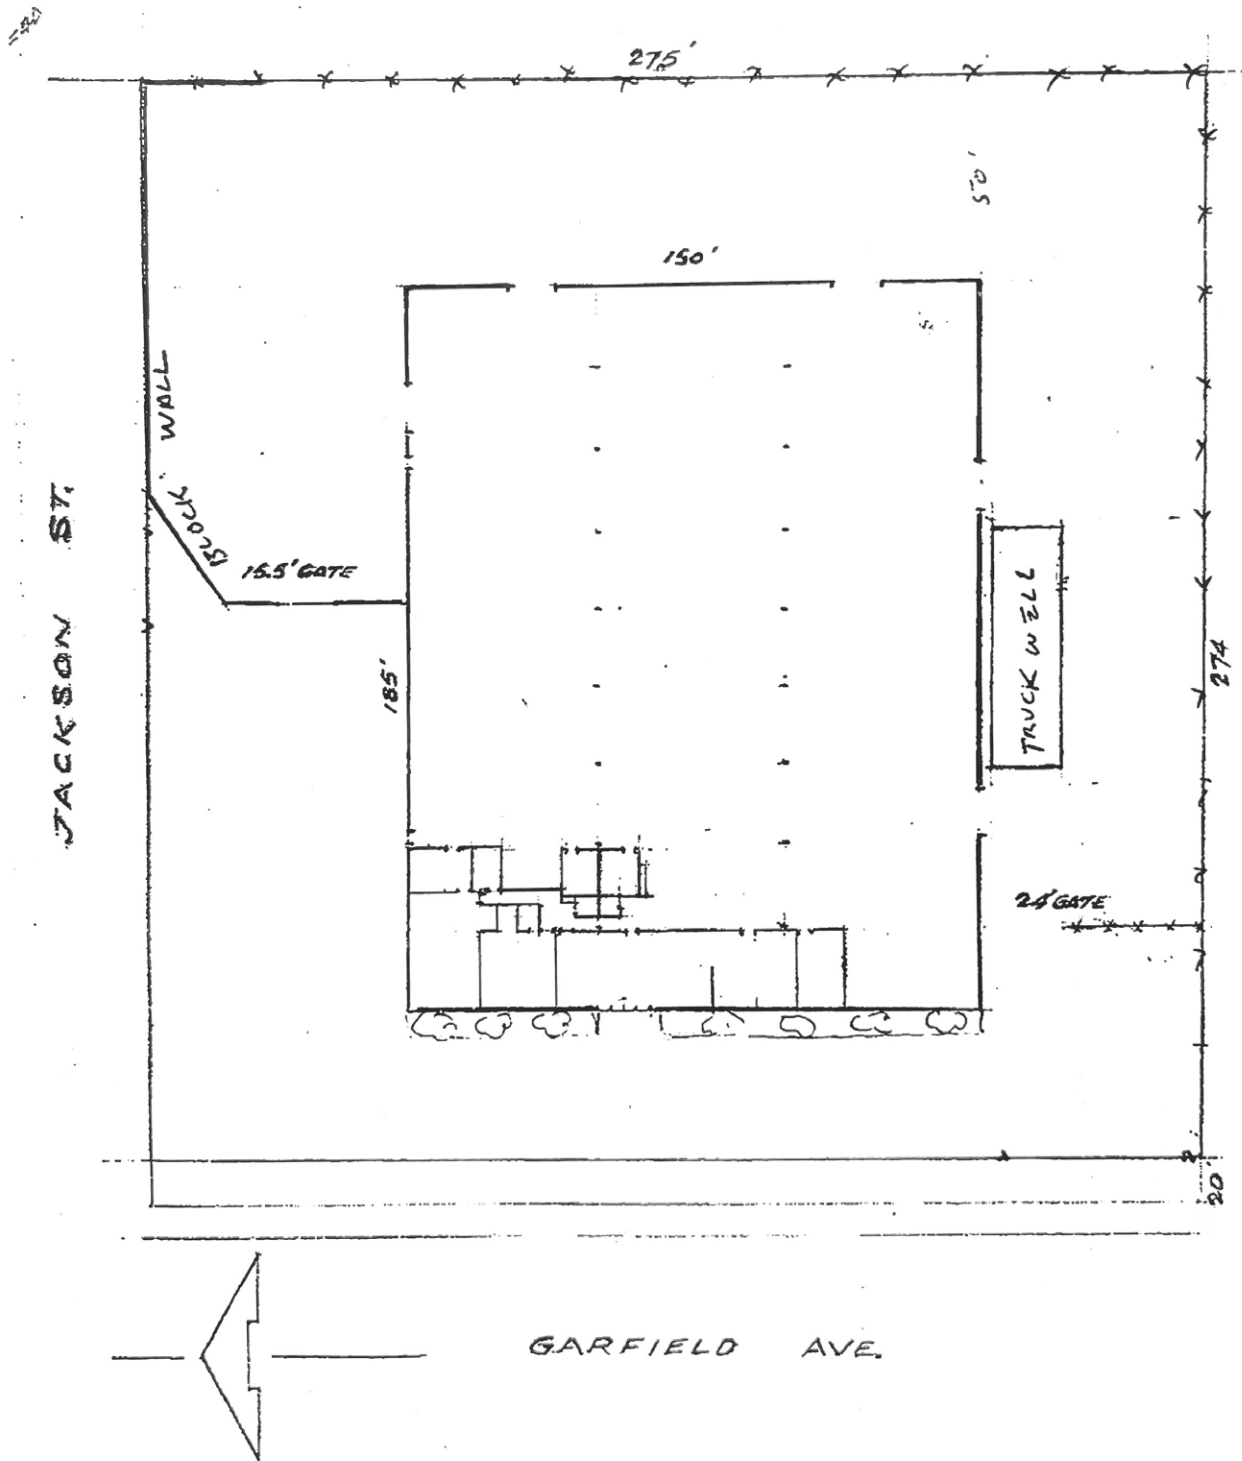 275'
50'
150'
BLOCK WALL
15.5' GATE
JACKSON ST.
185'
TRUCK WELL
274
24' GATE
20'
GARFIELD AVE.